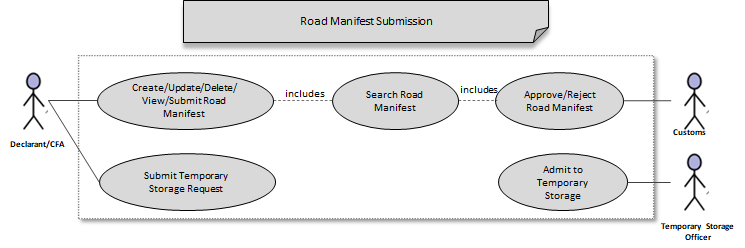 Road Manifest Submission
Create/Update/Delete/
View/Submit Road
Manifest
includes
Search Road
Manifest
includes
Approve/Reject
Road Manifest
Declarant/CFA
Customs
Submit Temporary
Storage Request
Admit to
Temporary
Storage
Temporary Storage
Officer